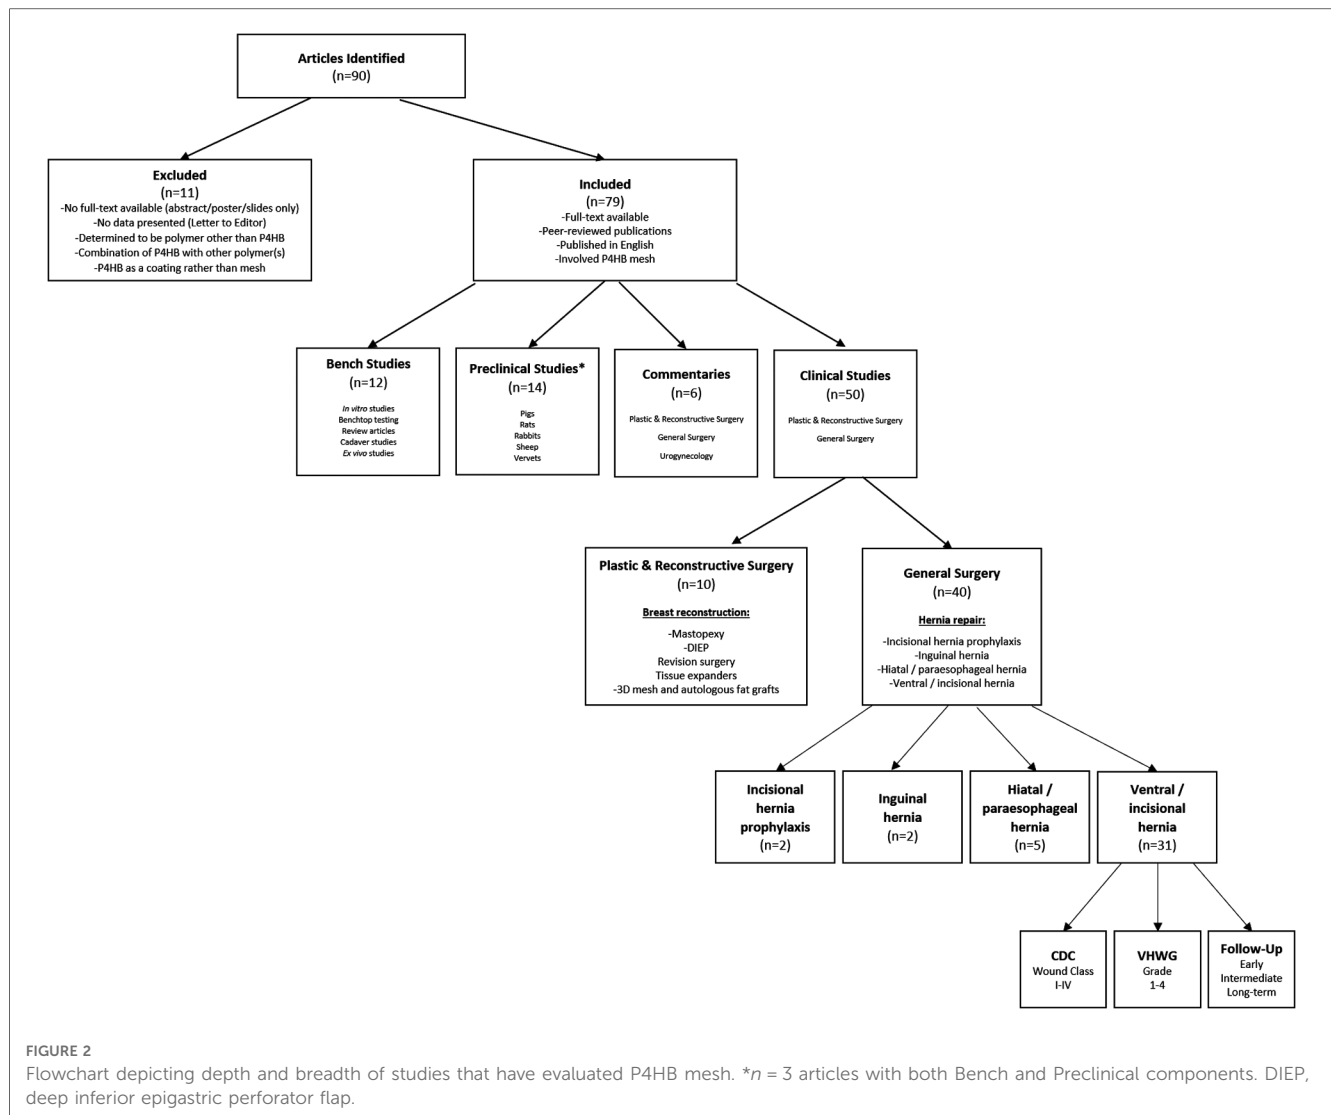 Articles Identified
(n=90)
Excluded
(n=11)
-No full-text available (abstract/poster/slides only)
-No data presented (Letter to Editor)
-Determined to be polymer other than P4HB
-Combination of P4HB with other polymer(s)
-P4HB as a coating rather than mesh
Included
(n=79)
-Full-text available
-Peer-reviewed publications
-Published in English
-Involved P4HB mesh
Bench Studies
(n=12)
In vitro studies
Benchtop testing
Review articles
Cadaver studies
Ex vivo studies
Preclinical Studies*
(n=14)
Pigs
Rats
Rabbits
Sheep
Vervets
Commentaries
(n=6)
Plastic & Reconstructive Surgery
General Surgery
Urogynecology
Clinical Studies
(n=50)
Plastic & Reconstructive Surgery
General Surgery
Plastic & Reconstructive Surgery
(n=10)
Breast reconstruction:
-Mastopexy
-DIEP
Revision surgery
Tissue expanders
-3D mesh and autologous fat grafts
General Surgery
(n=40)
Hernia repair:
-Incisional hernia prophylaxis
-Inguinal hernia
-Hiatal / paraesophageal hernia
-Ventral / incisional hernia
Incisional
hernia
prophylaxis
(n=2)
Inguinal
hernia
(n=2)
Hiatal /
paraesophageal
hernia
(n=5)
Ventral /
incisional
hernia
(n=31)
CDC
Wound Class
I-IV
VHWG
Grade
1-4
Follow-Up
Early
Intermediate
Long-term
FIGURE 2
Flowchart depicting depth and breadth of studies that have evaluated P4HB mesh. *n = 3 articles with both Bench and Preclinical components. DIEP,
deep inferior epigastric perforator flap.